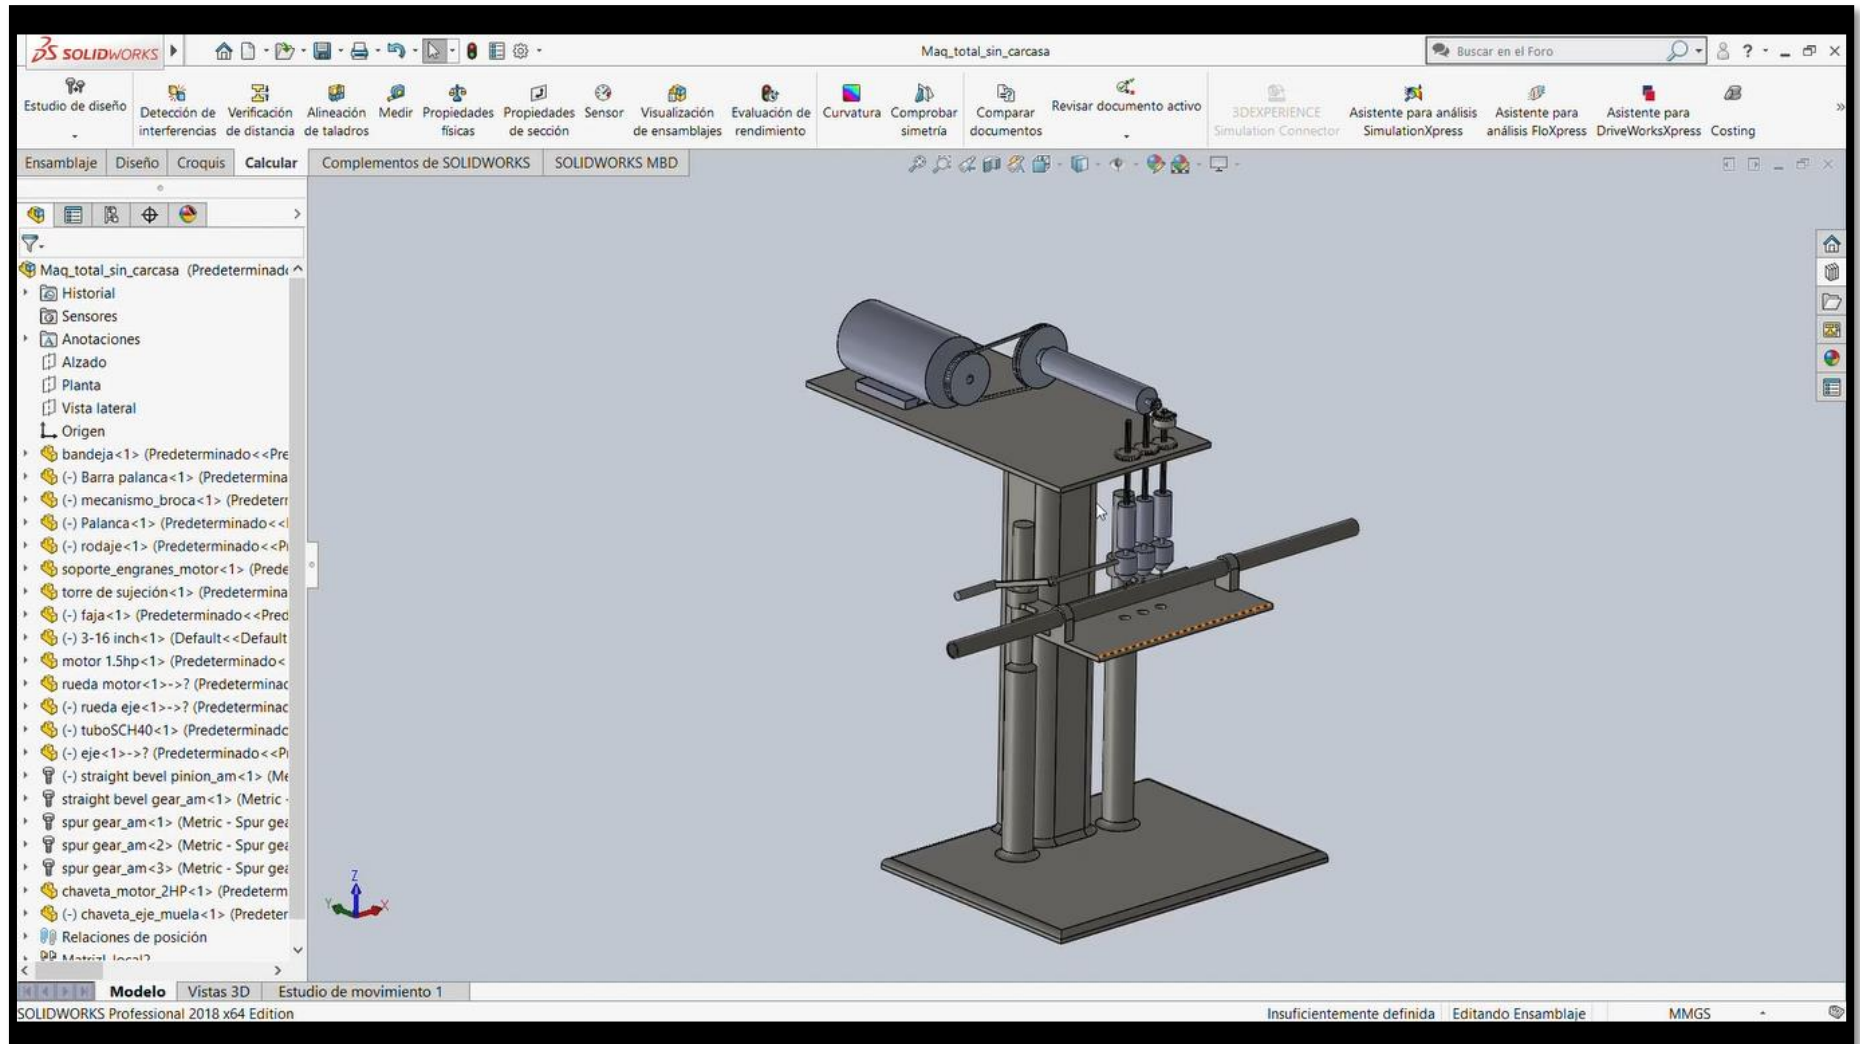 SOLIDWORKS
Maq_total_sin_carcasa
Buscar en el Foro
?
Estudio de diseño
Detección de interferencias
Verificación de distancia
Alineación de taladros
Medir
Propiedades físicas
Propiedades de sección
Sensor
Visualización de ensamblajes
Evaluación de rendimiento
Curvatura
Comprobar simetría
Comparar documentos
Revisar documento activo
3DEXPERIENCE Simulation Connector
Asistente para análisis SimulationXpress
Asistente para análisis FloXpress
Asistente para DriveWorksXpress
Costing
Ensamblaje
Diseño
Croquis
Calcular
Complementos de SOLIDWORKS
SOLIDWORKS MBD
Maq_total_sin_carcasa (Predeterminad
Historial
Sensores
Anotaciones
Alzado
Planta
Vista lateral
Origen
bandeja<1> (Predeterminado<<Pre
(-) Barra palanca<1> (Predetermina
(-) mecanismo_broca<1> (Predeterr
(-) Palanca<1> (Predeterminado<<
(-) rodaje<1> (Predeterminado<<P
soporte_engranes_motor<1> (Prede
torre de sujeción<1> (Predetermina
(-) faja<1> (Predeterminado<<Pred
(-) 3-16 inch<1> (Default<<Default
motor 1.5hp<1> (Predeterminado<
rueda motor<1>->? (Predeterminac
(-) rueda eje<1>->? (Predeterminac
(-) tuboSCH40<1> (Predeterminadc
(-) eje<1>->? (Predeterminado<<P
(-) straight bevel pinion_am<1> (Me
straight bevel gear_am<1> (Metric -
spur gear_am<1> (Metric - Spur gea
spur gear_am<2> (Metric - Spur gea
spur gear_am<3> (Metric - Spur gea
chaveta_motor_2HP<1> (Predeterm
(-) chaveta_eje_muela<1> (Predeter
Relaciones de posición
Z
Y
X
Modelo
Vistas 3D
Estudio de movimiento 1
SOLIDWORKS Professional 2018 x64 Edition
Insuficientemente definida
Editando Ensamblaje
MMGS